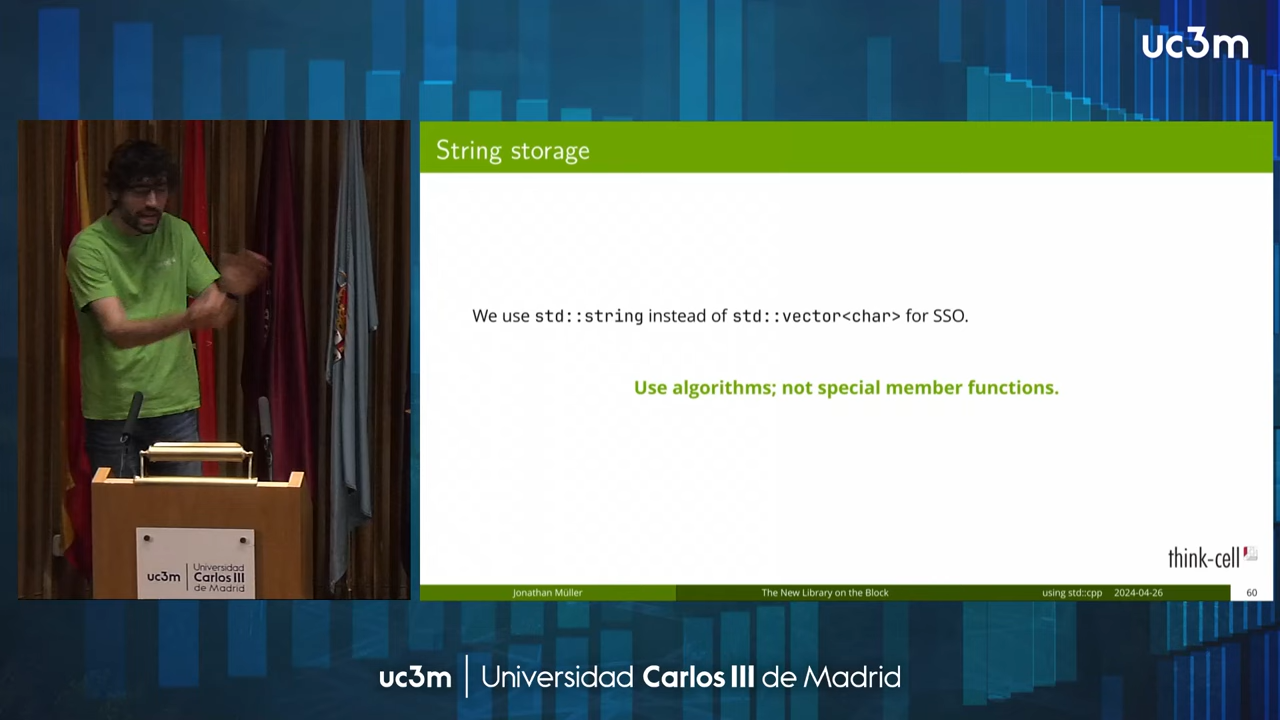 uc3m
String storage
We use std::string instead of std::vector<char> for SSO.
Use algorithms; not special member functions.
think-cell
Jonathan Müller The New Library on the Block using std::cpp 2024-04-26 60
uc3m Universidad Carlos III de Madrid
uc3m Universidad Carlos III de Madrid